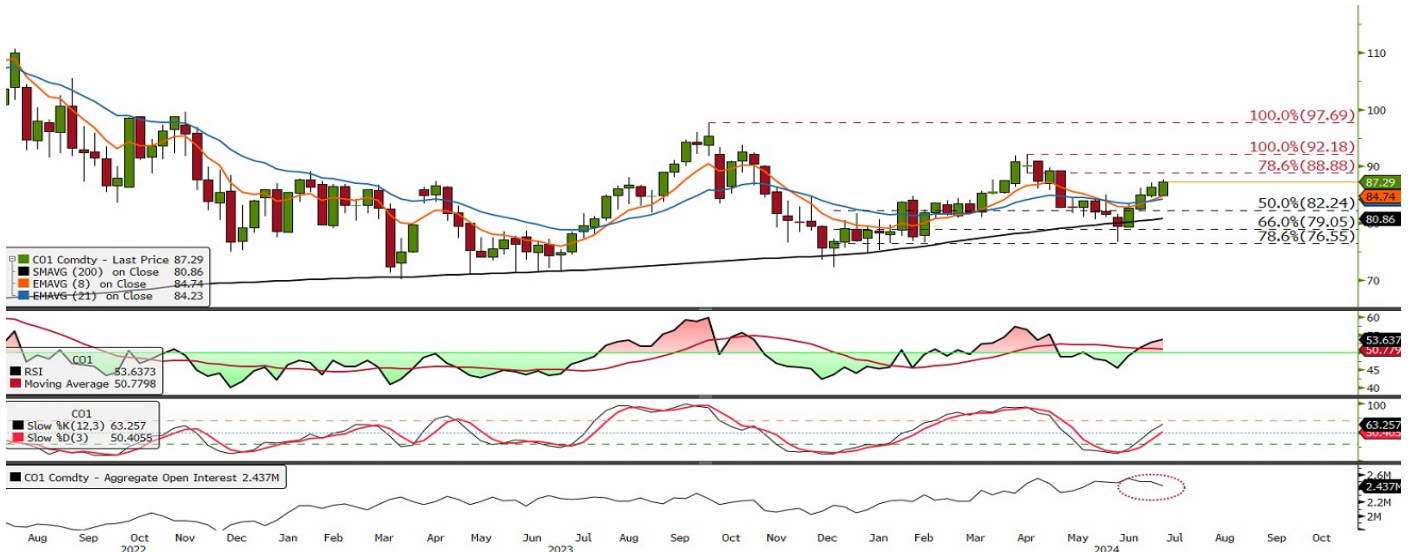 110
100
100.0%(97.69)
100.0%(92.18)
90
78.6%(88.88)
87.29
84.74
50.0%(82.24)
80.86
66.0%(79.05)
78.6%(76.55)
70
CO1 Comdty - Last Price 87.29
SMAVG (200) on Close 80.86
EMAVG (8) on Close 84.74
EMAVG (21) on Close 84.23
60
53.637
50.779
45
40
CO1
RSI 53.6373
Moving Average 50.7798
100
63.257
CO1
Slow %K(12,3) 63.257
Slow %D(3) 50.4055
CO1 Comdty - Aggregate Open Interest 2.437M
2.6M
2.437M
2.2M
2M
Aug Sep Oct Nov Dec Jan Feb Mar Apr May Jun Jul Aug Sep Oct Nov Dec Jan Feb Mar Apr May Jun Jul Aug Sep Oct
2022 2023 2024